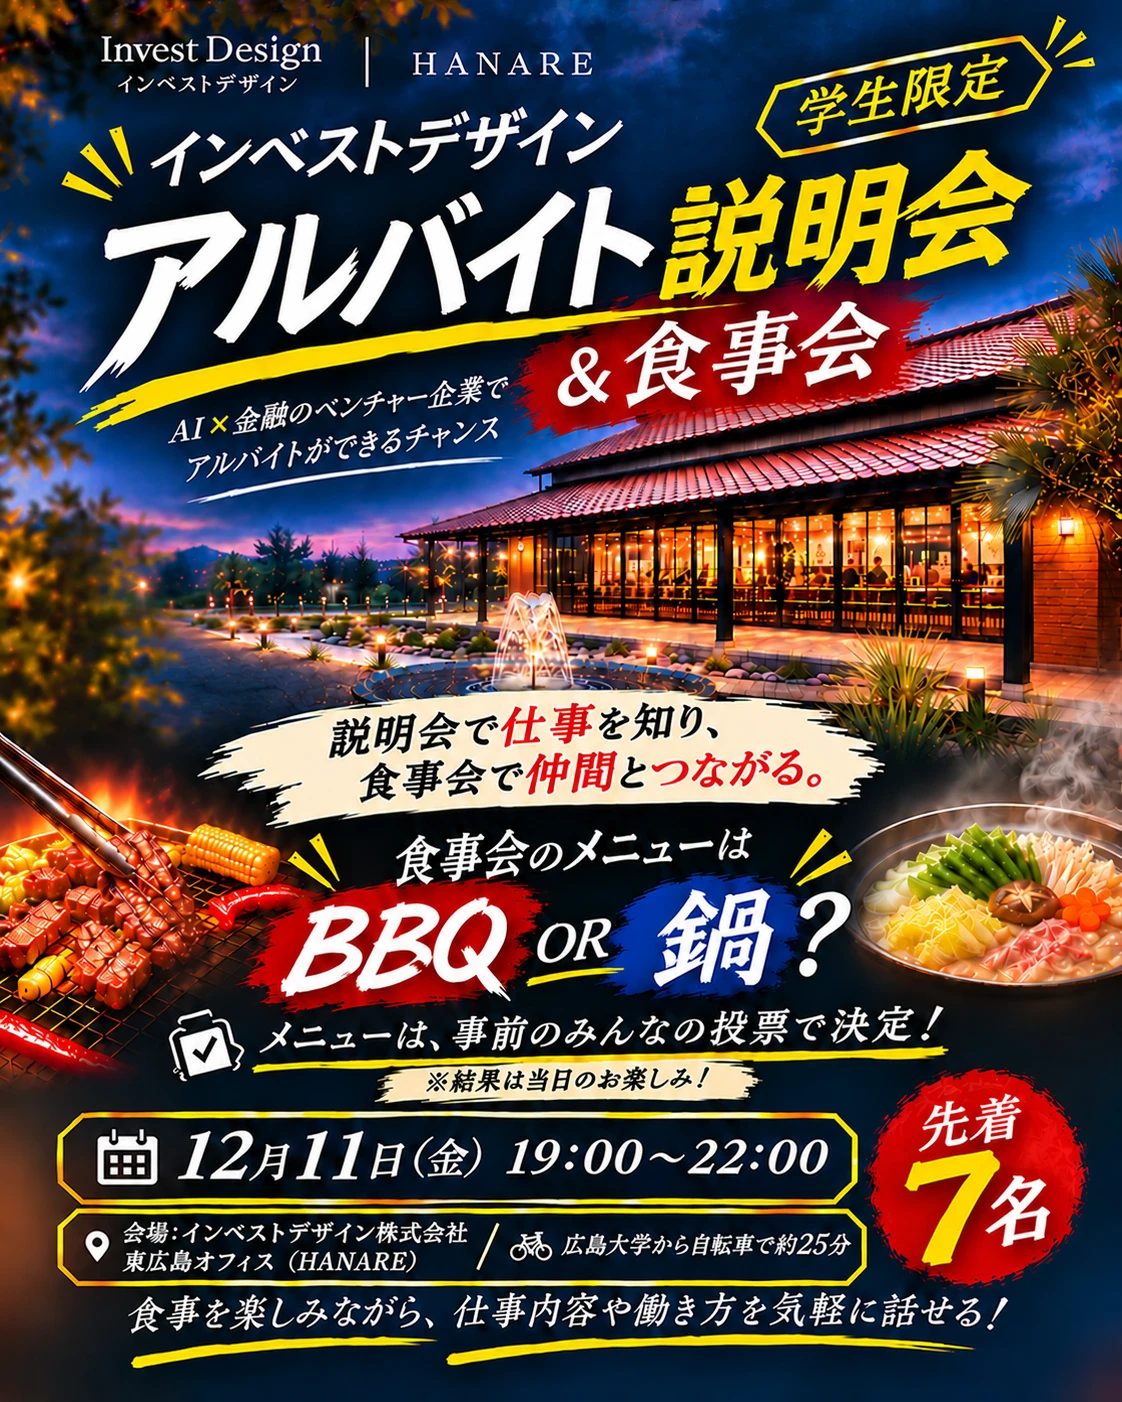 Invest Design
インベストデザイン
HANARE
学生限定
インベストデザイン
アルバイト説明会
&食事会
AI×金融のベンチャー企業で
アルバイトができるチャンス
説明会で仕事を知り、
食事会で仲間とつながる。
食事会のメニューは
BBQ OR 鍋?
メニューは、事前のみんなの投票で決定!
※結果は当日のお楽しみ!
12月11日(金) 19:00~22:00
先着
7名
会場:インベストデザイン株式会社
東広島オフィス(HANARE)
広島大学から自転車で約25分
食事を楽しみながら、仕事内容や働き方を気軽に話せる!